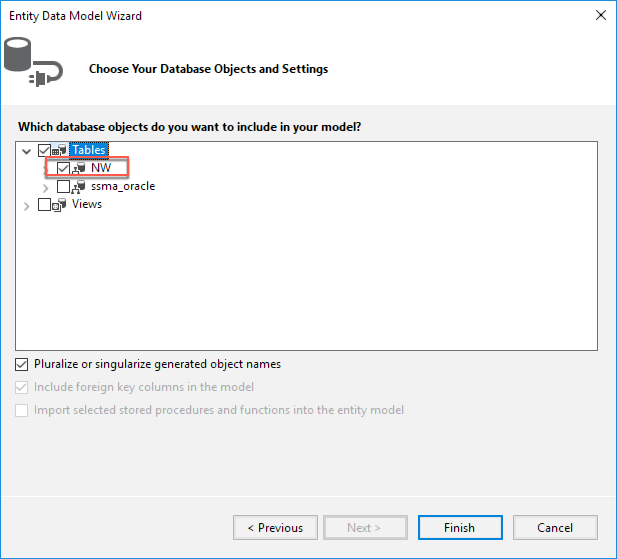 Entity Data Model Wizard
Choose Your Database Objects and Settings
Which database objects do you want to include in your model?
Tables
NW
ssma_oracle
Views
Pluralize or singularize generated object names
Include foreign key columns in the model
Import selected stored procedures and functions into the entity model
< Previous Next > Finish Cancel